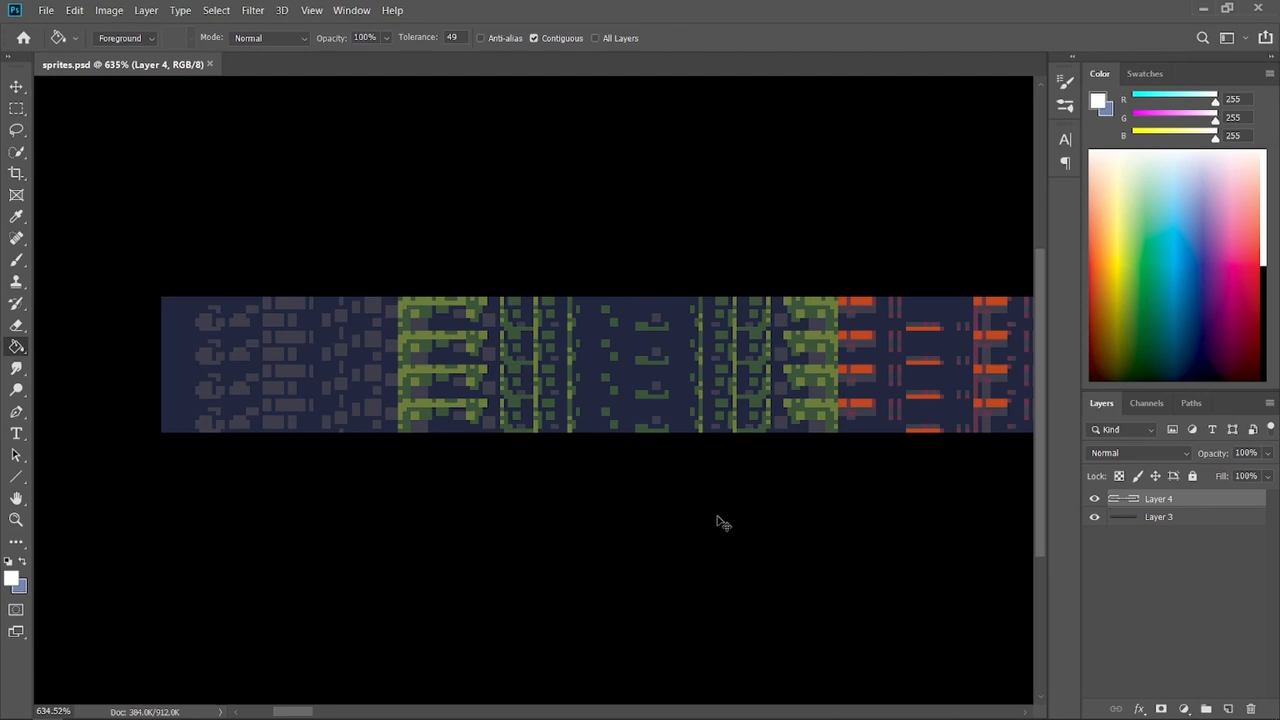 Ps File Edit Image Layer Type Select Filter 3D View Window Help
Foreground Mode: Normal Opacity: 100% Tolerance: 49 Anti-alias Contiguous All Layers
sprites.psd @ 635% (Layer 4, RGB/8)
Color Swatches
R 255
G 255
B 255
Layers Channels Paths
Kind
Normal Opacity: 100%
Lock: Fill: 100%
Layer 4
Layer 3
634.52% Doc: 384.0K/912.0K